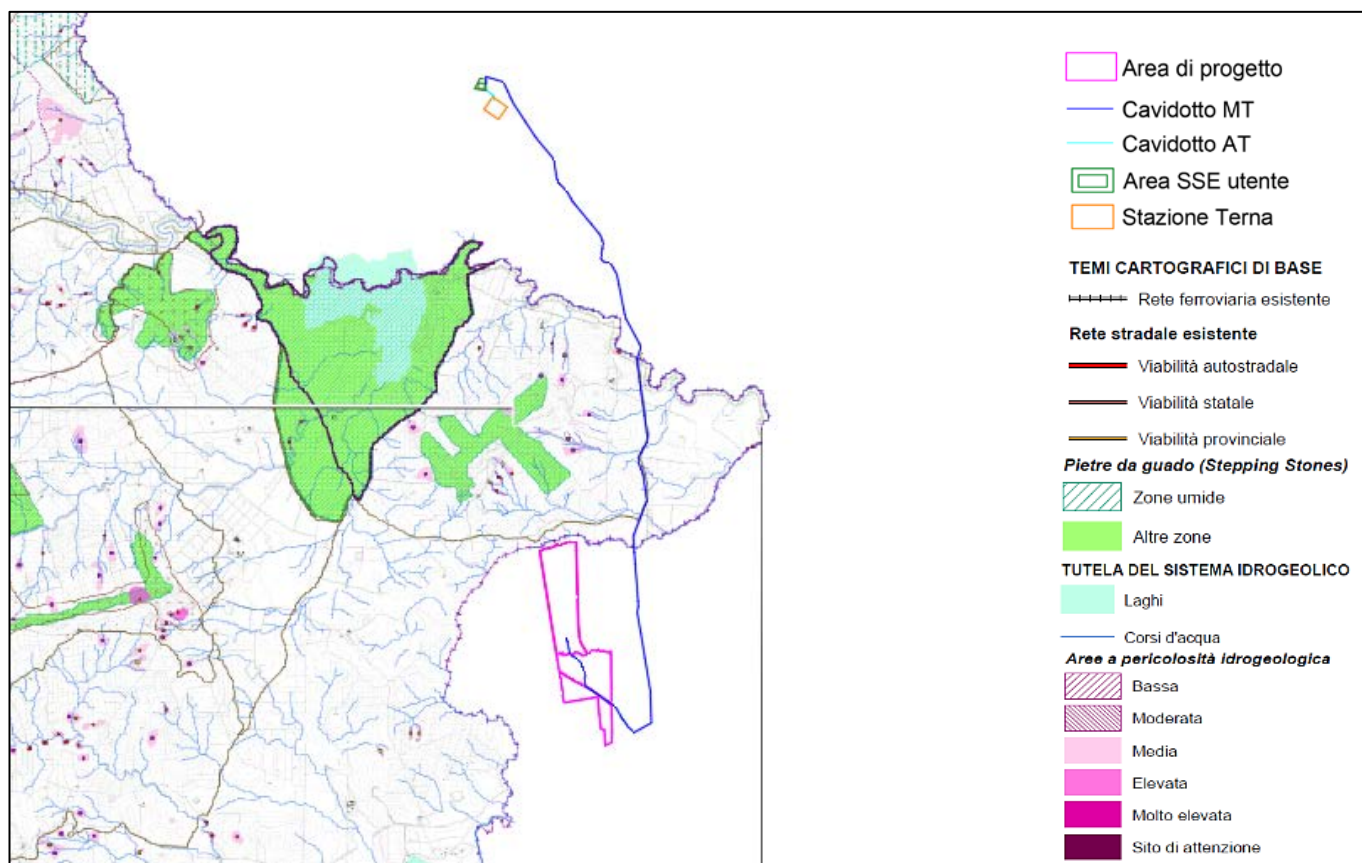 Area di progetto
Cavidotto MT
Cavidotto AT
Area SSE utente
Stazione Terna
TEMI CARTOGRAFICI DI BASE
Rete ferroviaria esistente
Rete stradale esistente
Viabilità autostradale
Viabilità statale
Viabilità provinciale
Pietre da guado (Stepping Stones)
Zone umide
Altre zone
TUTELA DEL SISTEMA IDROGEOLICO
Laghi
Corsi d'acqua
Aree a pericolosità idrogeologica
Bassa
Moderata
Media
Elevata
Molto elevata
Sito di attenzione